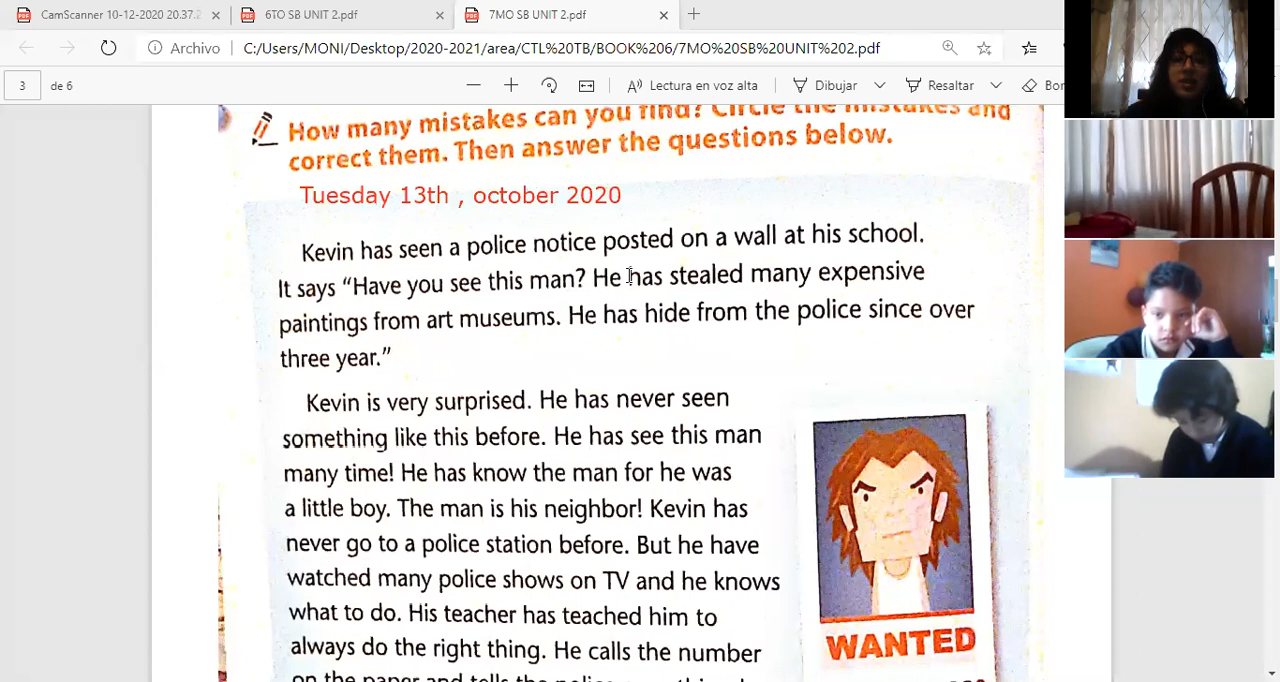 CamScanner 10-12-2020 20.37.2
6TO SB UNIT 2.pdf
7MO SB UNIT 2.pdf
Archivo
C:/Users/MONI/Desktop/2020-2021/area/CTL%20TB/BOOK%206/7MO%20SB%20UNIT%202.pdf
3 de 6
Lectura en voz alta
Dibujar
Resaltar
Bor
How many mistakes can you find? Circle the mistakes and
correct them. Then answer the questions below.
Tuesday 13th , october 2020
Kevin has seen a police notice posted on a wall at his school.
It says “Have you see this man? He has stealed many expensive
paintings from art museums. He has hide from the police since over
three year.”
Kevin is very surprised. He has never seen
something like this before. He has see this man
many time! He has know the man for he was
a little boy. The man is his neighbor! Kevin has
never go to a police station before. But he have
watched many police shows on TV and he knows
what to do. His teacher has teached him to
always do the right thing. He calls the number
on the paper and tells the police
WANTED